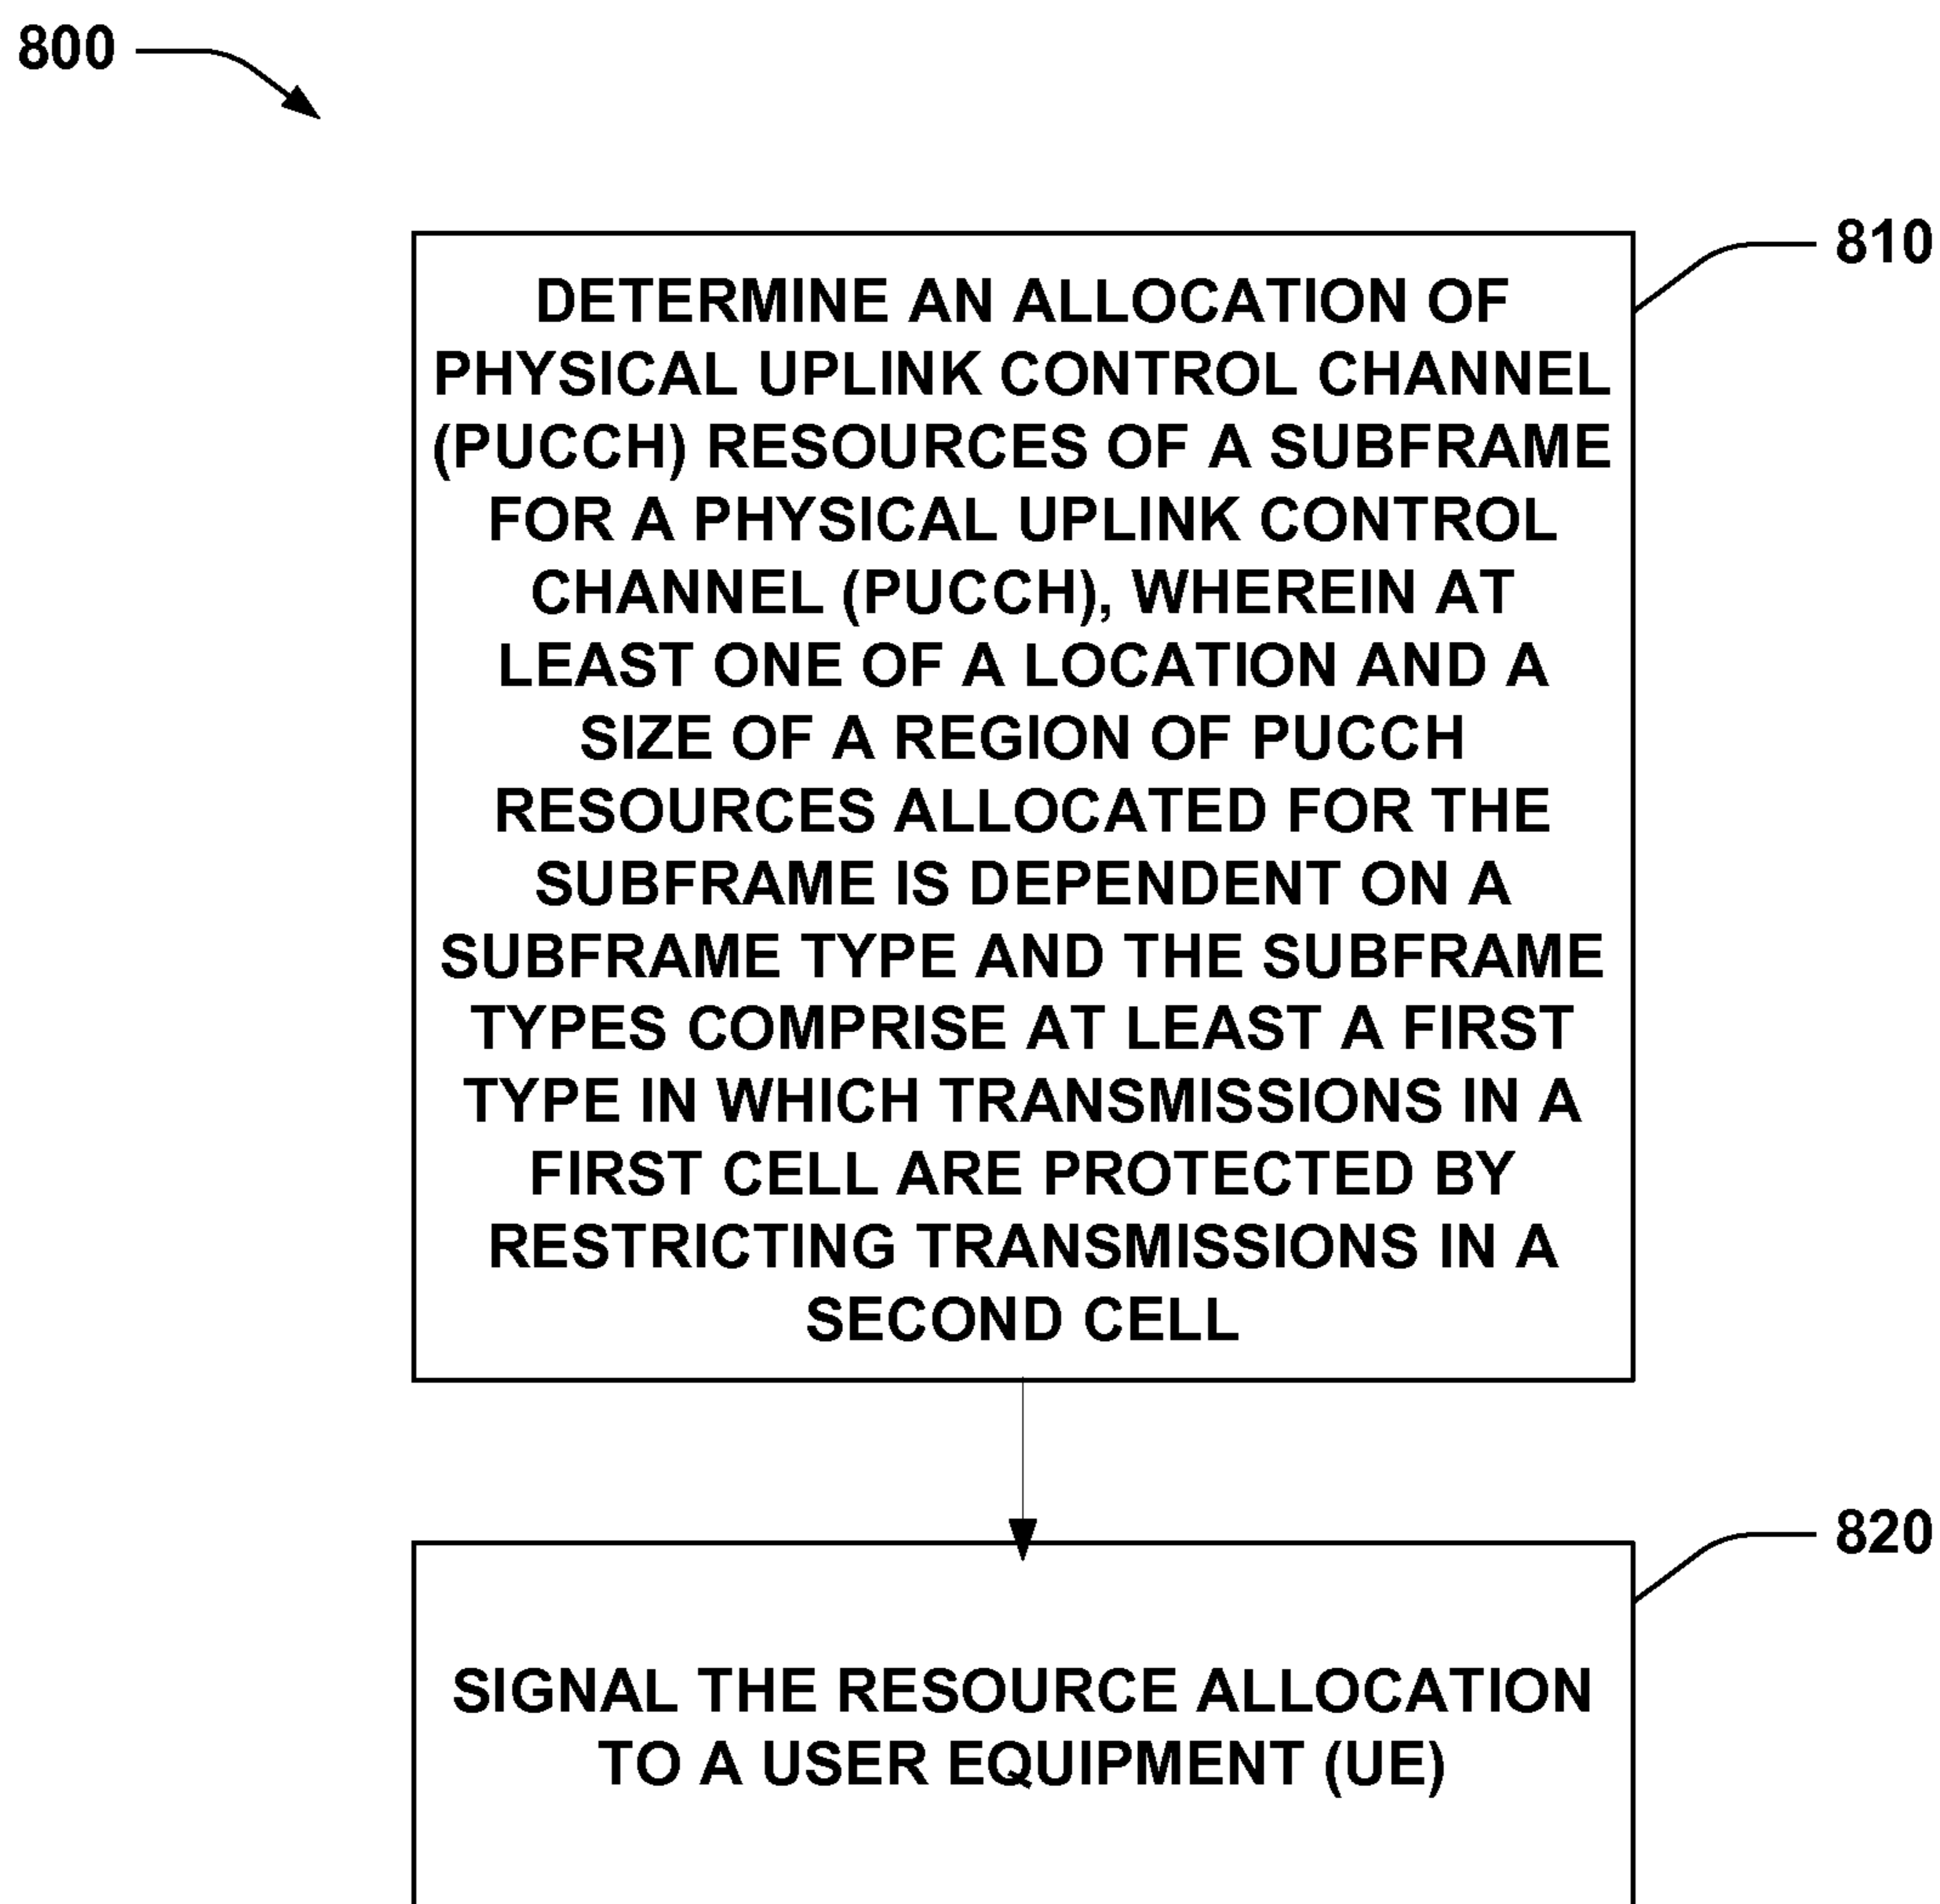 800
810
DETERMINE AN ALLOCATION OF
PHYSICAL UPLINK CONTROL CHANNEL
(PUCCH) RESOURCES OF A SUBFRAME
FOR A PHYSICAL UPLINK CONTROL
CHANNEL (PUCCH), WHEREIN AT
LEAST ONE OF A LOCATION AND A
SIZE OF A REGION OF PUCCH
RESOURCES ALLOCATED FOR THE
SUBFRAME IS DEPENDENT ON A
SUBFRAME TYPE AND THE SUBFRAME
TYPES COMPRISE AT LEAST A FIRST
TYPE IN WHICH TRANSMISSIONS IN A
FIRST CELL ARE PROTECTED BY
RESTRICTING TRANSMISSIONS IN A
SECOND CELL
820
SIGNAL THE RESOURCE ALLOCATION
TO A USER EQUIPMENT (UE)